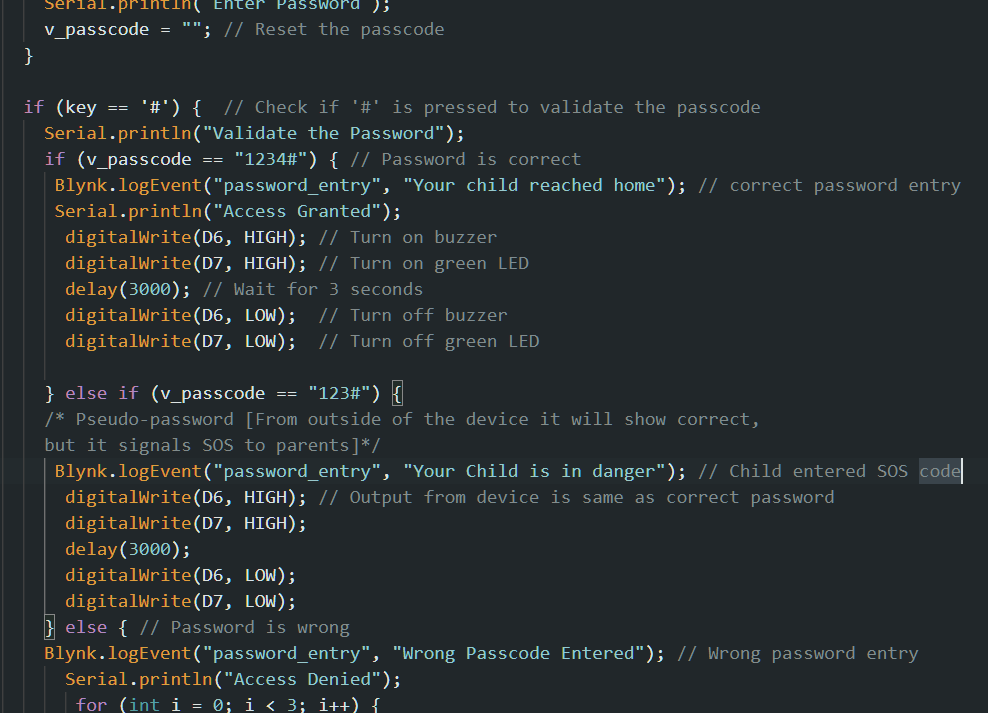 Serial.println("Enter Password");
v_passcode = ""; // Reset the passcode
}
if (key == '#') {  // Check if '#' is pressed to validate the passcode
Serial.println("Validate the Password");
if (v_passcode == "1234#") { // Password is correct
Blynk.logEvent("password_entry", "Your child reached home"); // correct password entry
Serial.println("Access Granted");
digitalWrite(D6, HIGH); // Turn on buzzer
digitalWrite(D7, HIGH); // Turn on green LED
delay(3000); // Wait for 3 seconds
digitalWrite(D6, LOW);  // Turn off buzzer
digitalWrite(D7, LOW);  // Turn off green LED
} else if (v_passcode == "123#") {
/* Pseudo-password [From outside of the device it will show correct,
but it signals SOS to parents]*/
Blynk.logEvent("password_entry", "Your Child is in danger"); // Child entered SOS code
digitalWrite(D6, HIGH); // Output from device is same as correct password
digitalWrite(D7, HIGH);
delay(3000);
digitalWrite(D6, LOW);
digitalWrite(D7, LOW);
} else { // Password is wrong
Blynk.logEvent("password_entry", "Wrong Passcode Entered"); // Wrong password entry
Serial.println("Access Denied");
for (int i = 0; i < 3; i++) {